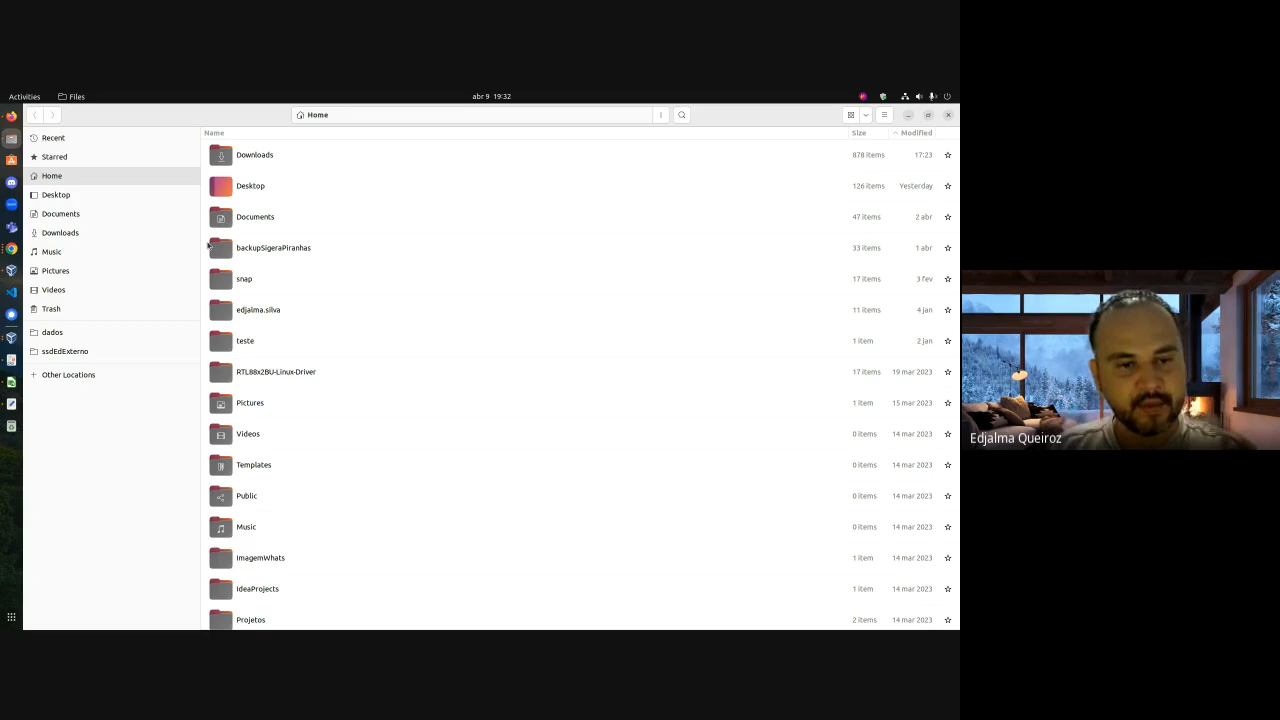 Activities Files abr 9 19:32
Home
Recent
Starred
Home
Desktop
Documents
Downloads
Music
Pictures
Videos
Trash
dados
ssdEdExterno
Other Locations
Name Size Modified
Downloads 878 items 17:23
Desktop 126 items Yesterday
Documents 47 items 2 abr
backupSigeraPiranhas 33 items 1 abr
snap 17 items 3 fev
edjalma.silva 11 items 4 jan
teste 1 item 2 jan
RTL88x2BU-Linux-Driver 17 items 19 mar 2023
Pictures 1 item 15 mar 2023
Videos 0 items 14 mar 2023
Templates 0 items 14 mar 2023
Public 0 items 14 mar 2023
Music 0 items 14 mar 2023
ImagemWhats 1 item 14 mar 2023
IdeaProjects 1 item 14 mar 2023
Projetos 2 items 14 mar 2023
Edjalma Queiroz